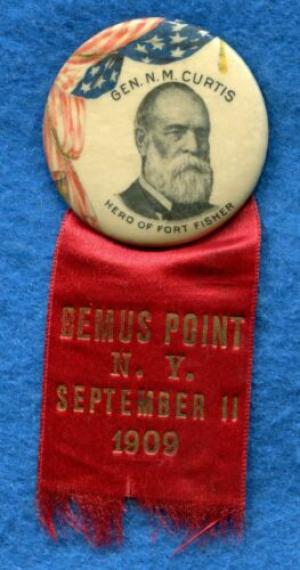 GEN. N. M. CURTIS
HERO OF FORT FISHER
BEMUS POINT
N. Y.
SEPTEMBER 11
1909